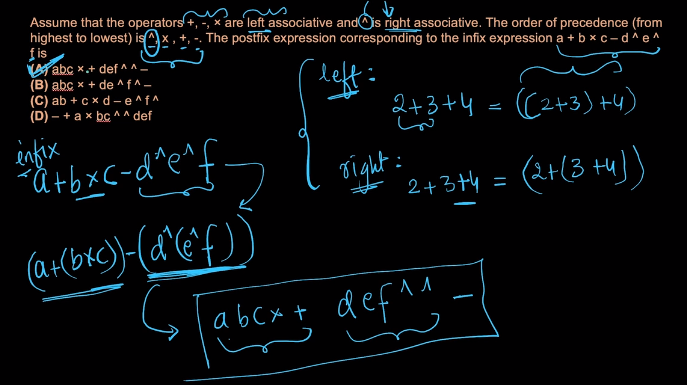 Assume that the operators +, -, × are left associative and ^ is right associative. The order of precedence (from
highest to lowest) is ^, x , +, -. The postfix expression corresponding to the infix expression a + b × c – d ^ e ^
f is
(A) abc ×.+ def ^ ^ –
(B) abc × + de ^ f ^ –
(C) ab + c × d – e ^ f ^
(D) – + a × bc ^ ^ def
left :
2+3+4 = ((2+3)+4)
right :
2+3+4 = (2+(3+4))
infix
a+b×c-d^e^f
(a+(b×c))-(d^(e^f))
abcx+ def^^ -